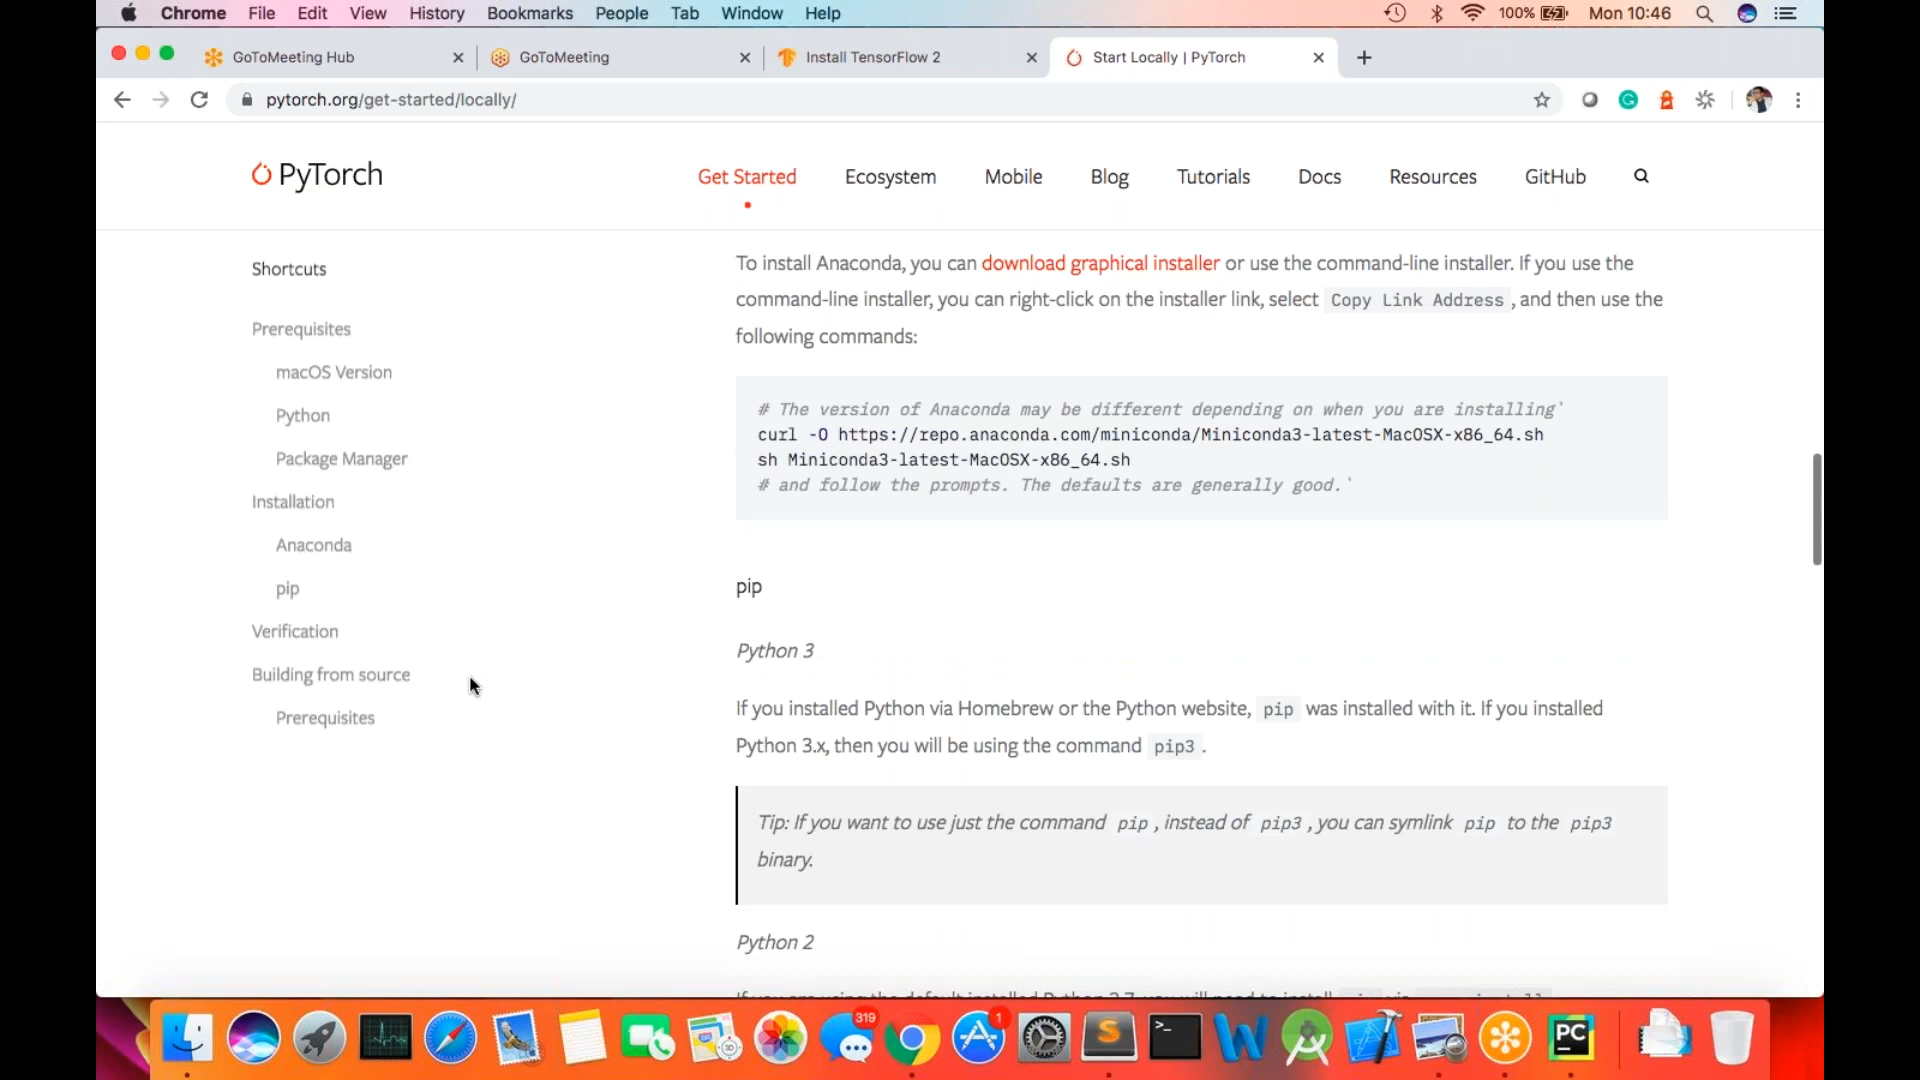 Chrome File Edit View History Bookmarks People Tab Window Help 100% Mon 10:46
GoToMeeting Hub GoToMeeting Install TensorFlow 2 Start Locally | PyTorch
pytorch.org/get-started/locally/
PyTorch Get Started Ecosystem Mobile Blog Tutorials Docs Resources GitHub
Shortcuts
Prerequisites
macOS Version
Python
Package Manager
Installation
Anaconda
pip
Verification
Building from source
Prerequisites
To install Anaconda, you can download graphical installer or use the command-line installer. If you use the
command-line installer, you can right-click on the installer link, select Copy Link Address, and then use the
following commands:
# The version of Anaconda may be different depending on when you are installing`
curl -O https://repo.anaconda.com/miniconda/Miniconda3-latest-MacOSX-x86_64.sh
sh Miniconda3-latest-MacOSX-x86_64.sh
# and follow the prompts. The defaults are generally good.`
pip
Python 3
If you installed Python via Homebrew or the Python website, pip was installed with it. If you installed
Python 3.x, then you will be using the command pip3.
Tip: If you want to use just the command pip, instead of pip3, you can symlink pip to the pip3
binary.
Python 2
319
1
S
W
PC